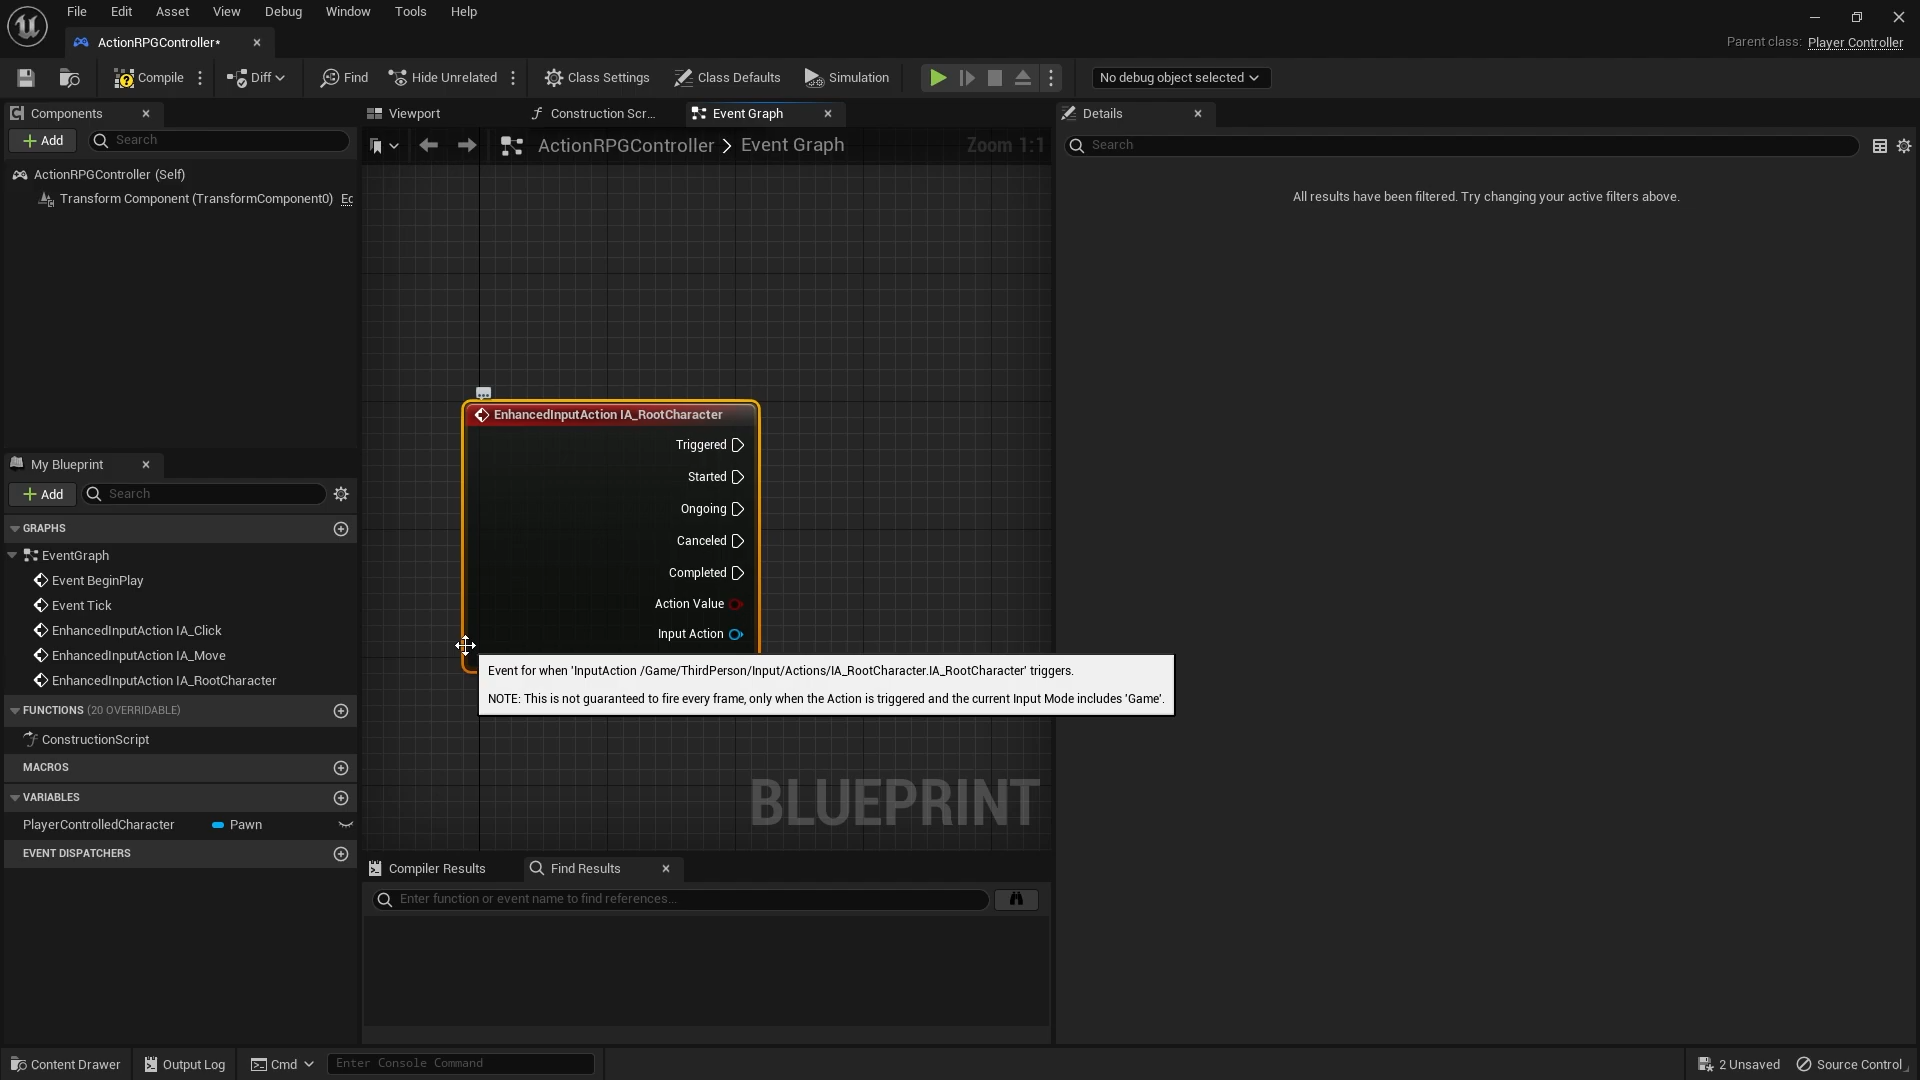 File Edit Asset View Debug Window Tools Help
ActionRPGController*
Parent class: Player Controller
Compile Diff Find Hide Unrelated Class Settings Class Defaults Simulation No debug object selected
Components
Viewport Construction Scr... Event Graph
Details
Add Search
ActionRPGController Event Graph Zoom 1:1
Search
ActionRPGController (Self)
Transform Component (TransformComponent0) Ec
All results have been filtered. Try changing your active filters above.
EnhancedInputAction IA_RootCharacter
Triggered
Started
Ongoing
Canceled
Completed
Action Value
Input Action
Event for when 'InputAction /Game/ThirdPerson/Input/Actions/IA_RootCharacter.IA_RootCharacter' triggers.
NOTE: This is not guaranteed to fire every frame, only when the Action is triggered and the current Input Mode includes 'Game'.
My Blueprint
Add Search
GRAPHS
EventGraph
Event BeginPlay
Event Tick
EnhancedInputAction IA_Click
EnhancedInputAction IA_Move
EnhancedInputAction IA_RootCharacter
FUNCTIONS (20 OVERRIDABLE)
ConstructionScript
MACROS
VARIABLES
PlayerControlledCharacter Pawn
EVENT DISPATCHERS
BLUEPRINT
Compiler Results Find Results
Enter function or event name to find references...
Content Drawer Output Log Cmd Enter Console Command 2 Unsaved Source Control